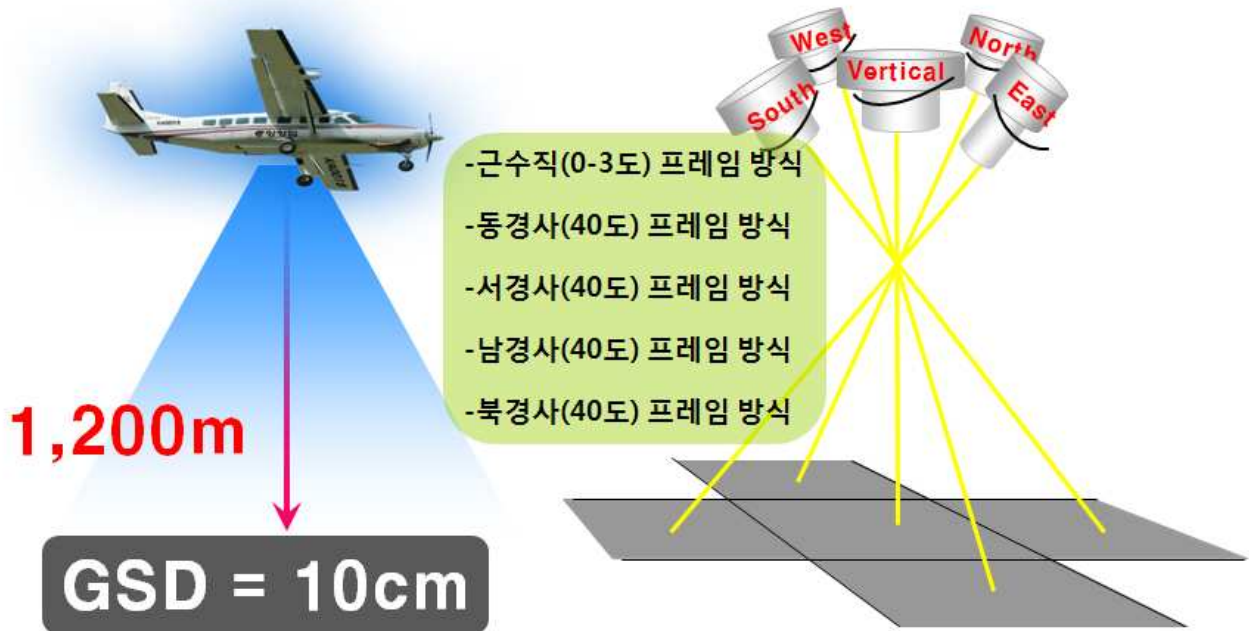 West
North
Vertical
South
East
-근수직(0-3도) 프레임 방식
-동경사(40도) 프레임 방식
-서경사(40도) 프레임 방식
-남경사(40도) 프레임 방식
-북경사(40도) 프레임 방식
1,200m
GSD = 10cm